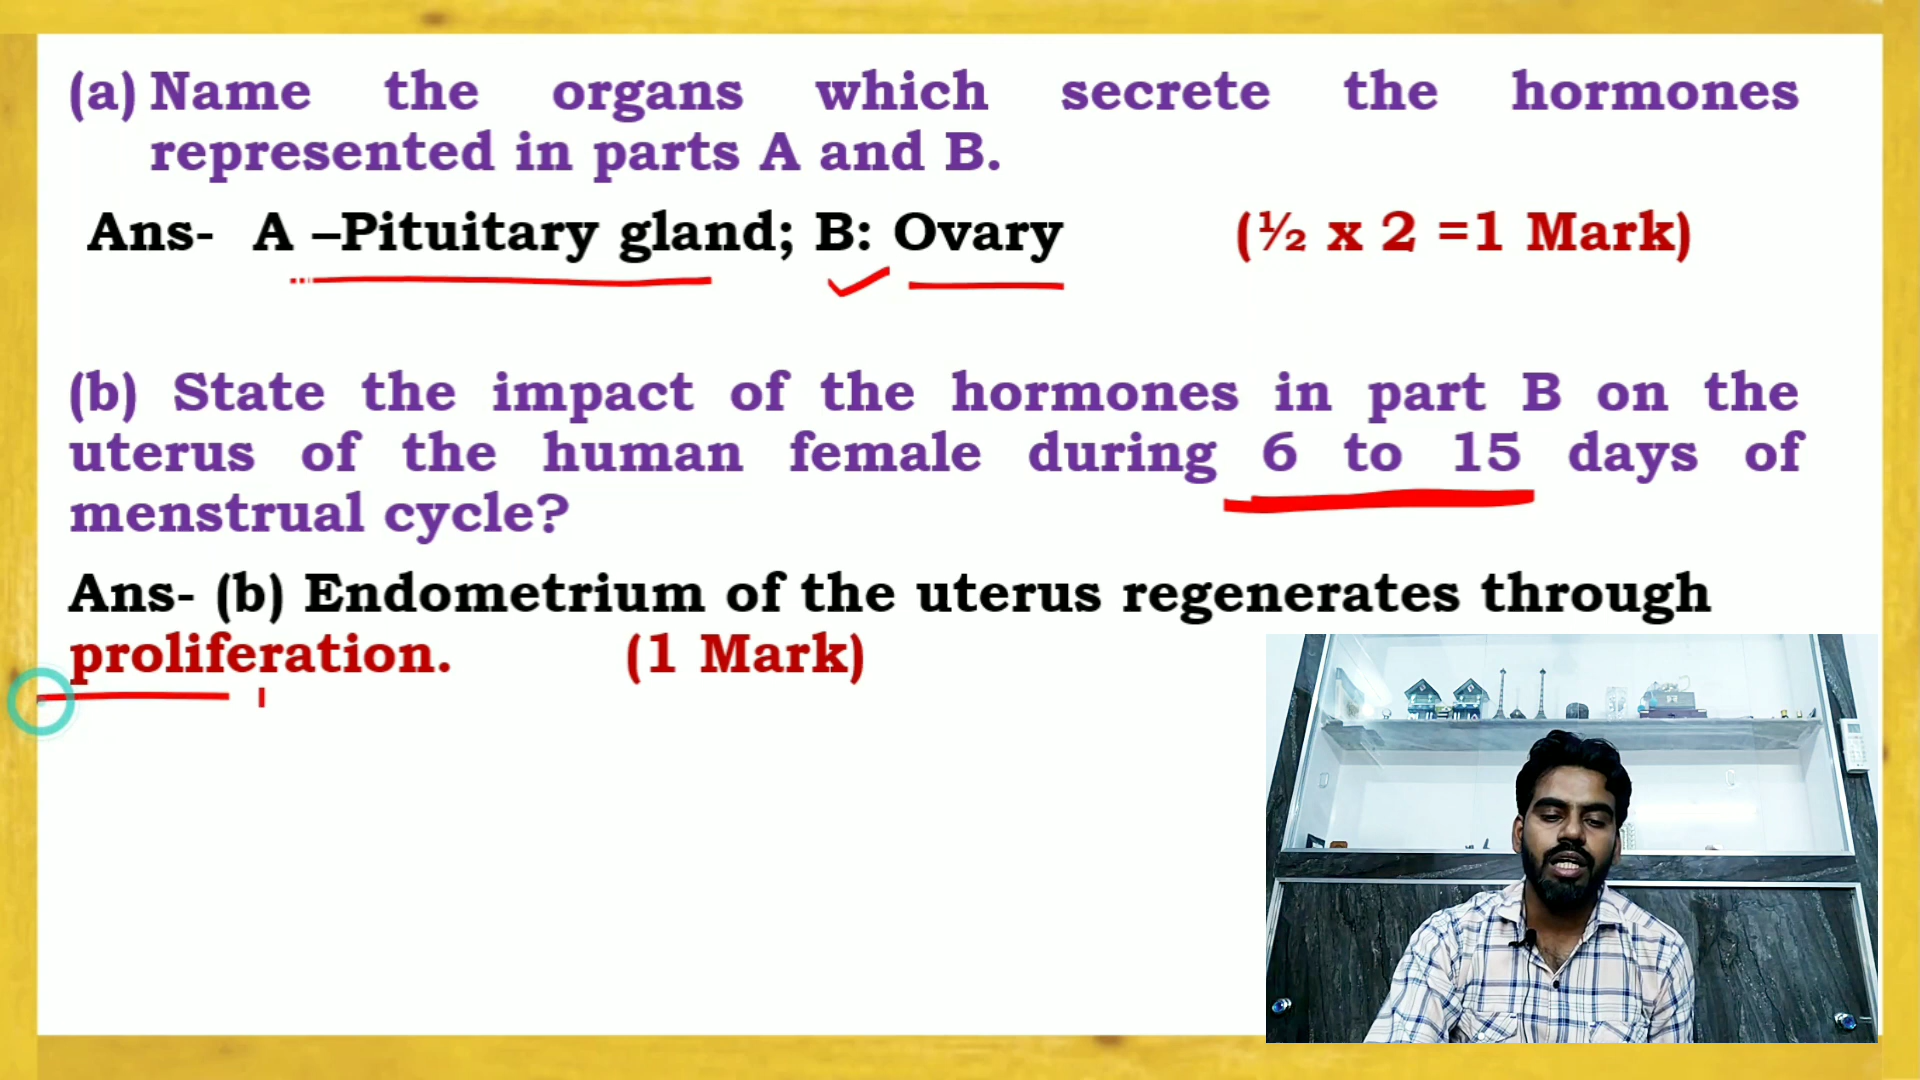 (a) Name the organs which secrete the hormones
represented in parts A and B.
Ans- A –Pituitary gland; B: Ovary (½ x 2 =1 Mark)
(b) State the impact of the hormones in part B on the
uterus of the human female during 6 to 15 days of
menstrual cycle?
Ans- (b) Endometrium of the uterus regenerates through
proliferation. (1 Mark)